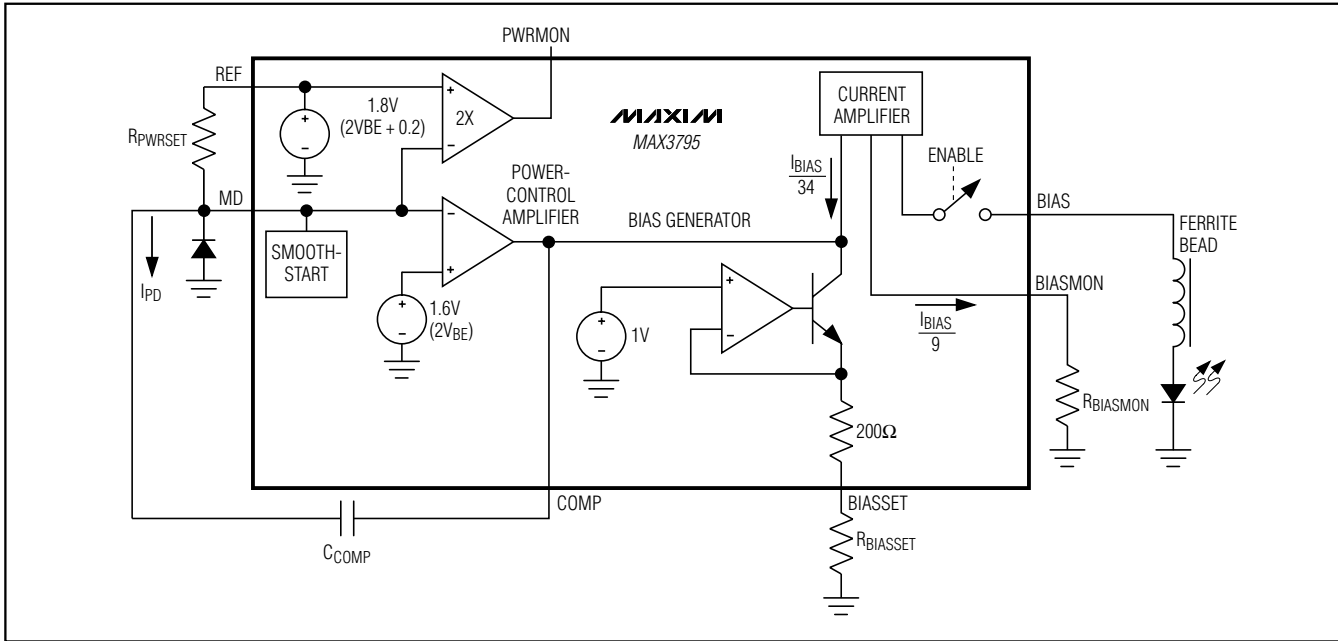 PWRMON
REF
1.8V
(2VBE + 0.2)
2X
RPWRSET
MAXIM
MAX3795
CURRENT
AMPLIFIER
ENABLE
IBIAS
34
MD
POWER-
CONTROL
AMPLIFIER
BIAS GENERATOR
BIAS
FERRITE
BEAD
SMOOTH-
START
IPD
1.6V
(2VBE)
1V
BIASMON
IBIAS
9
RBIASMON
200Ω
COMP
BIASSET
CCOMP
RBIASSET
+
−
+
−
−
+
+
−
+
−
+
−